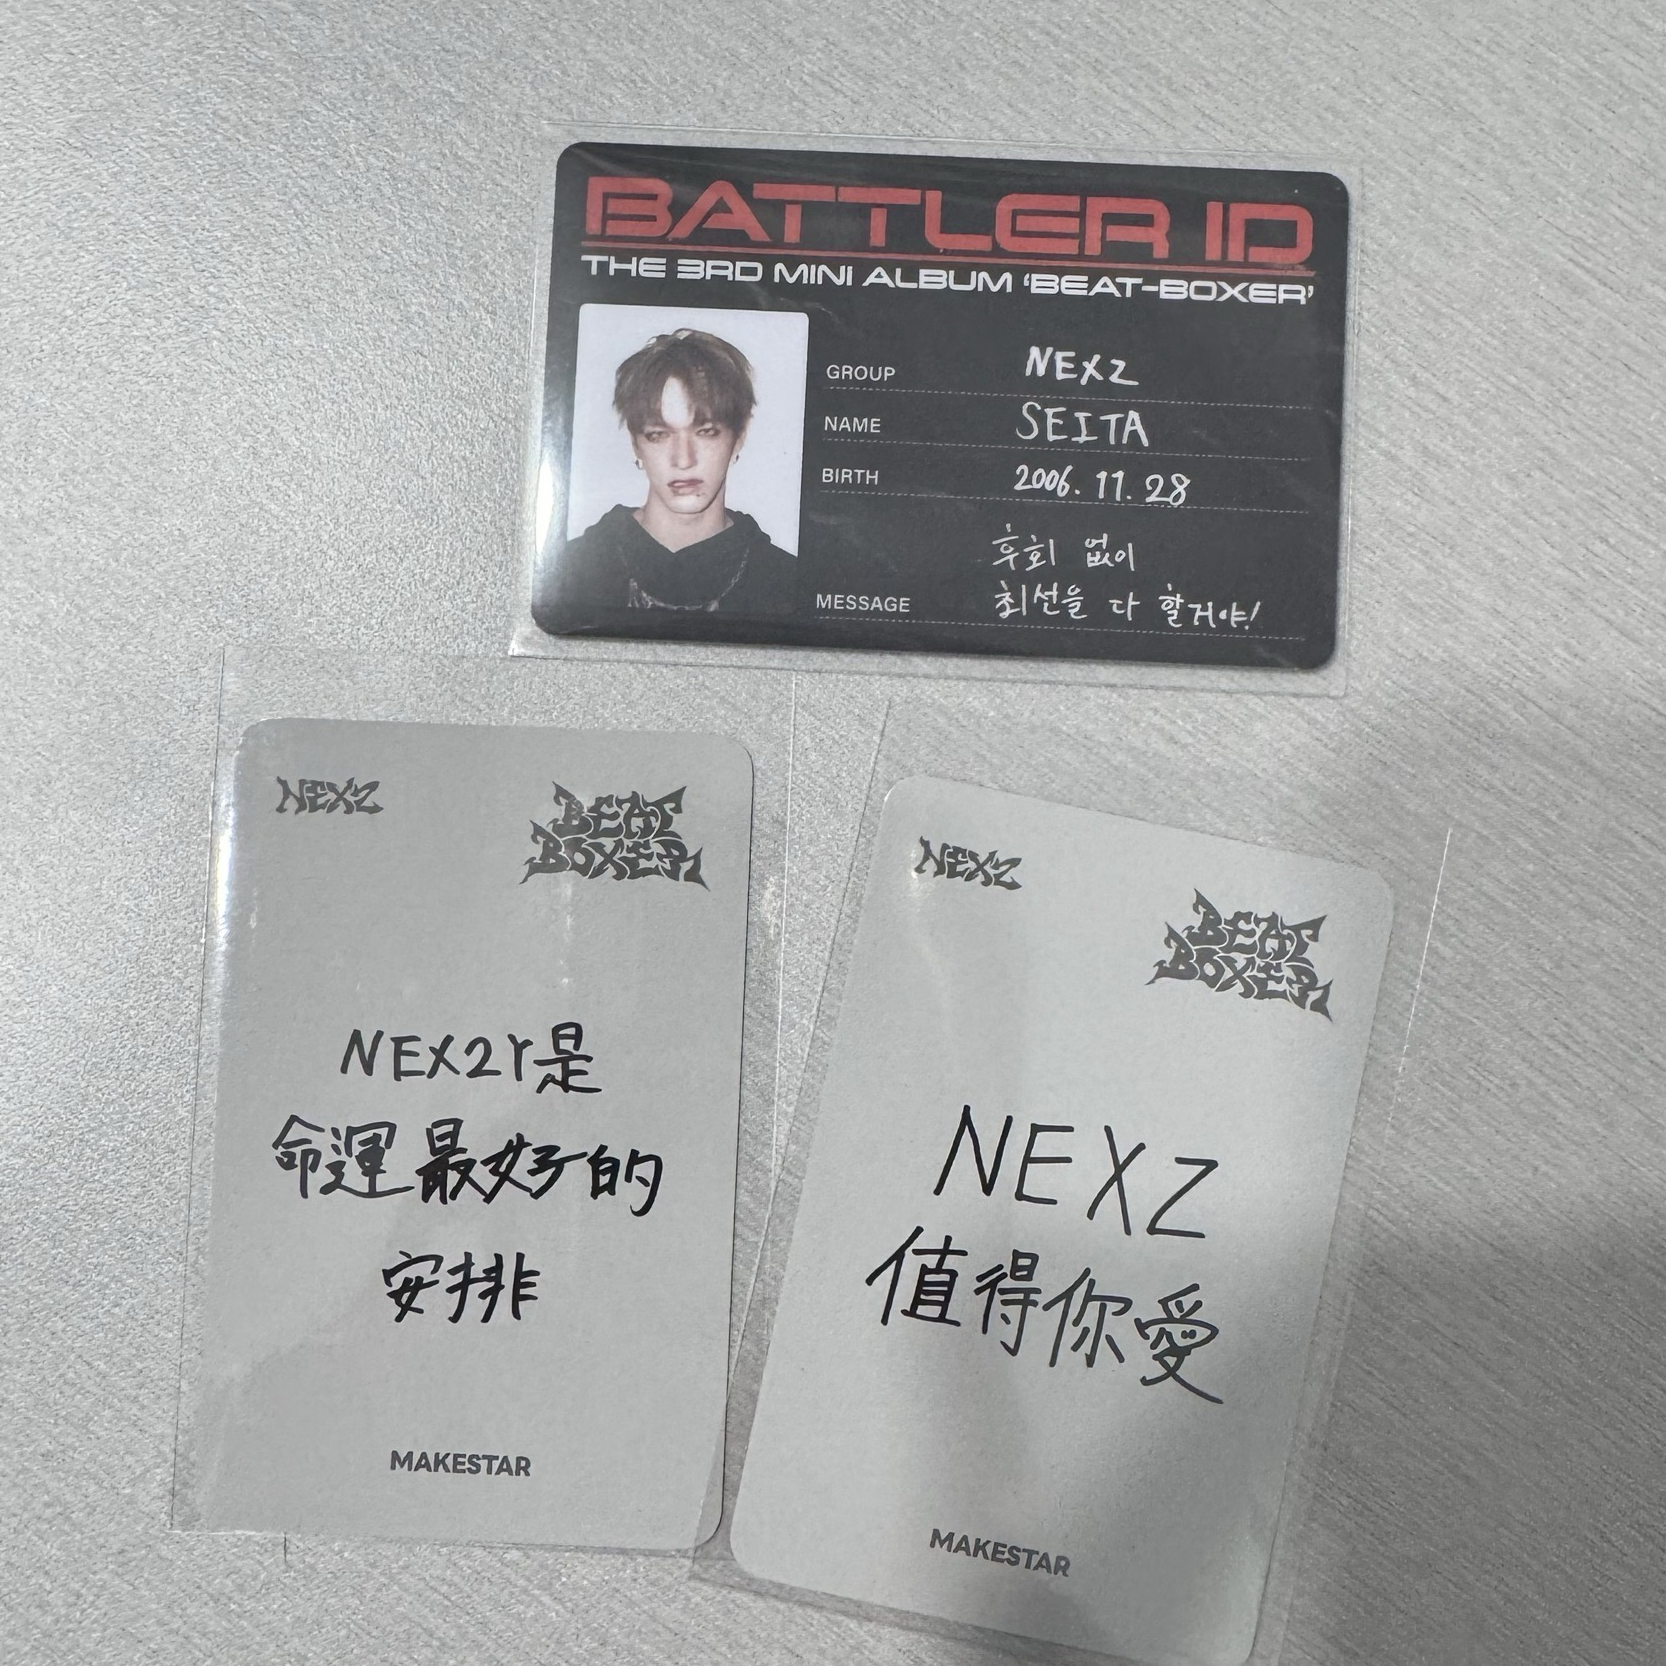 BATTLER ID
THE 3RD MINI ALBUM ‘BEAT-BOXER’
GROUP NEXZ
NAME SEITA
BIRTH 2006. 11. 28
MESSAGE 후회 없이
최선을 다 할거야!
NEXZ
BEAT
BOXER
NEX2Y是
命運最好的
安排
MAKESTAR
NEXZ
BEAT
BOXER
NEXZ
值得你愛
MAKESTAR